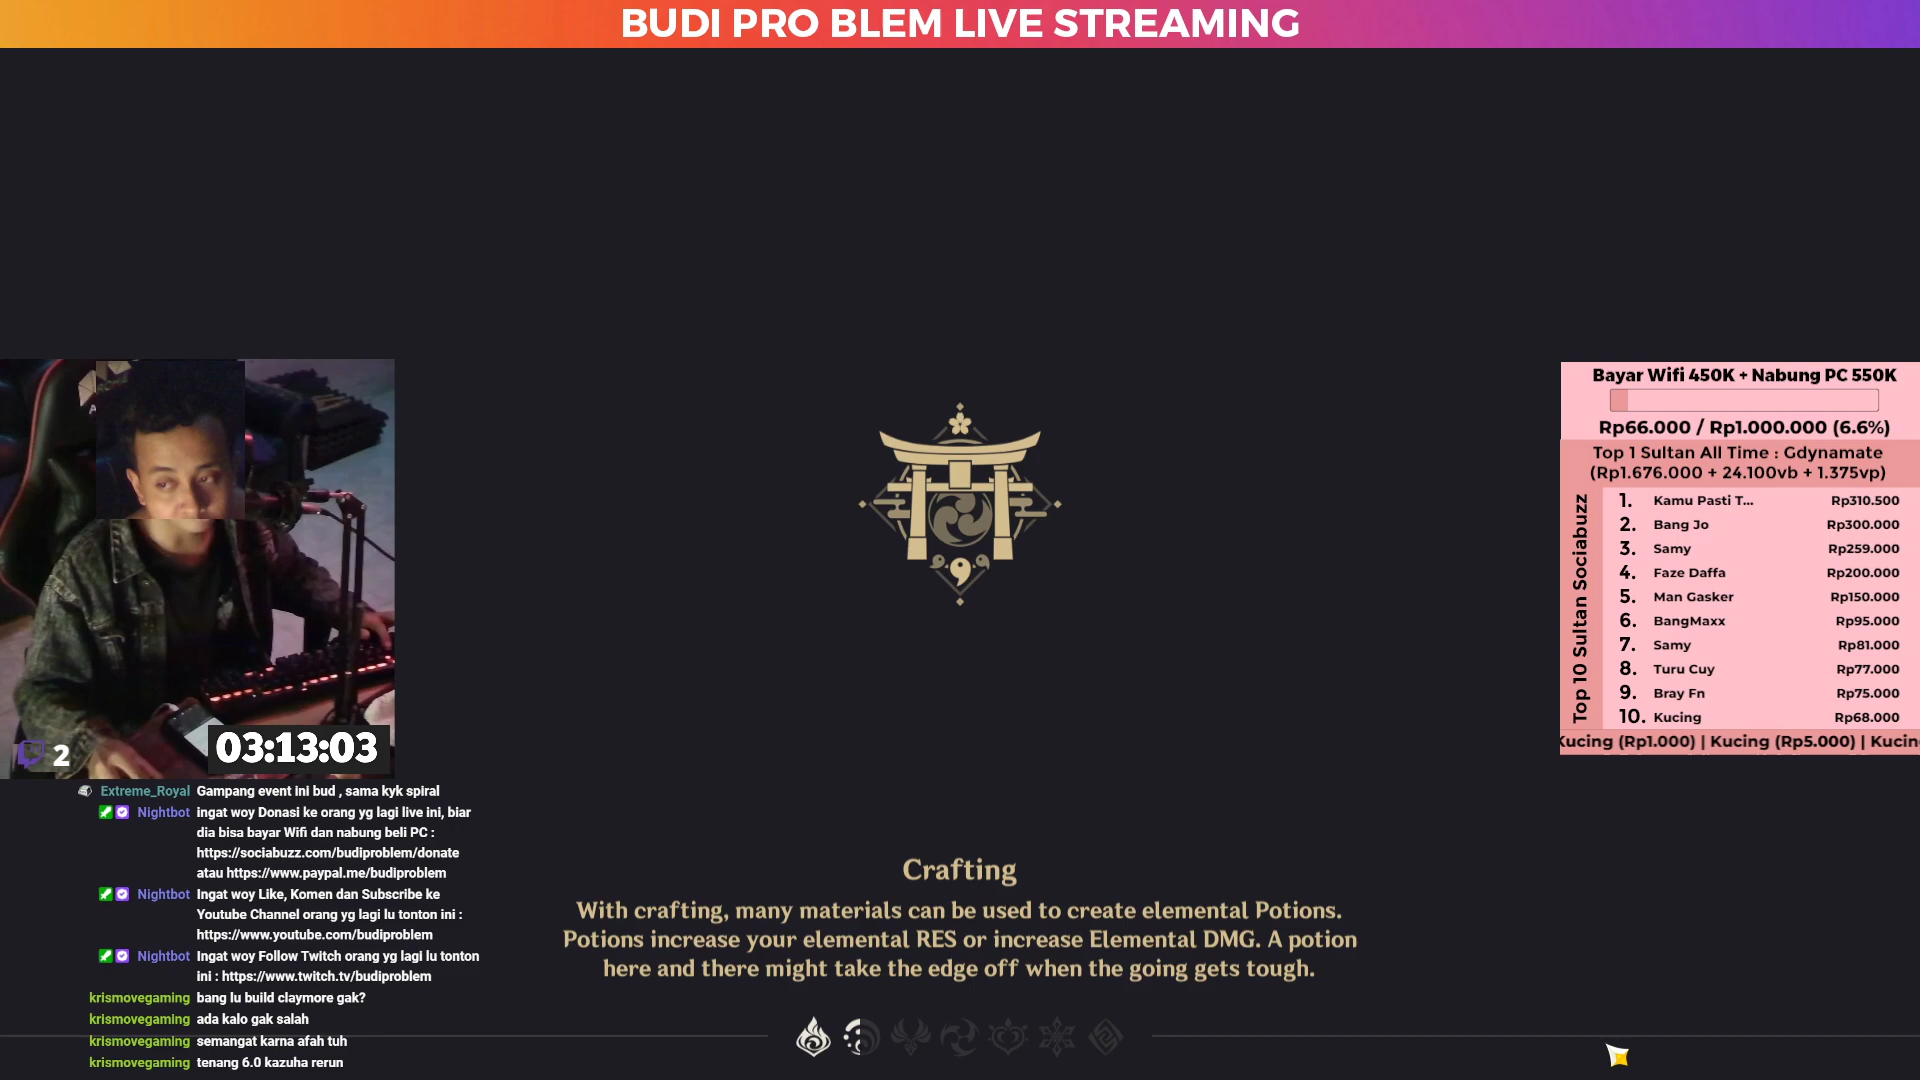 BUDI PRO BLEM LIVE STREAMING
03:13:03
2
Extreme_Royal Gampang event ini bud , sama kyk spiral
Nightbot ingat woy Donasi ke orang yg lagi live ini, biar
dia bisa bayar Wifi dan nabung beli PC :
https://sociabuzz.com/budiproblem/donate
atau https://www.paypal.me/budiproblem
Nightbot Ingat woy Like, Komen dan Subscribe ke
Youtube Channel orang yg lagi lu tonton ini :
https://www.youtube.com/budiproblem
Nightbot Ingat woy Follow Twitch orang yg lagi lu tonton
ini : https://www.twitch.tv/budiproblem
krismovegaming bang lu build claymore gak?
krismovegaming ada kalo gak salah
krismovegaming semangat karna afah tuh
krismovegaming tenang 6.0 kazuha rerun
Crafting
With crafting, many materials can be used to create elemental Potions.
Potions increase your elemental RES or increase Elemental DMG. A potion
here and there might take the edge off when the going gets tough.
Bayar Wifi 450K + Nabung PC 550K
Rp66.000 / Rp1.000.000 (6.6%)
Top 1 Sultan All Time : Gdynamate
(Rp1.676.000 + 24.100vb + 1.375vp)
Top 10 Sultan Sociabuzz
1. Kamu Pasti T... Rp310.500
2. Bang Jo Rp300.000
3. Samy Rp259.000
4. Faze Daffa Rp200.000
5. Man Gasker Rp150.000
6. BangMaxx Rp95.000
7. Samy Rp81.000
8. Turu Cuy Rp77.000
9. Bray Fn Rp75.000
10. Kucing Rp68.000
Kucing (Rp1.000) | Kucing (Rp5.000) | Kucin